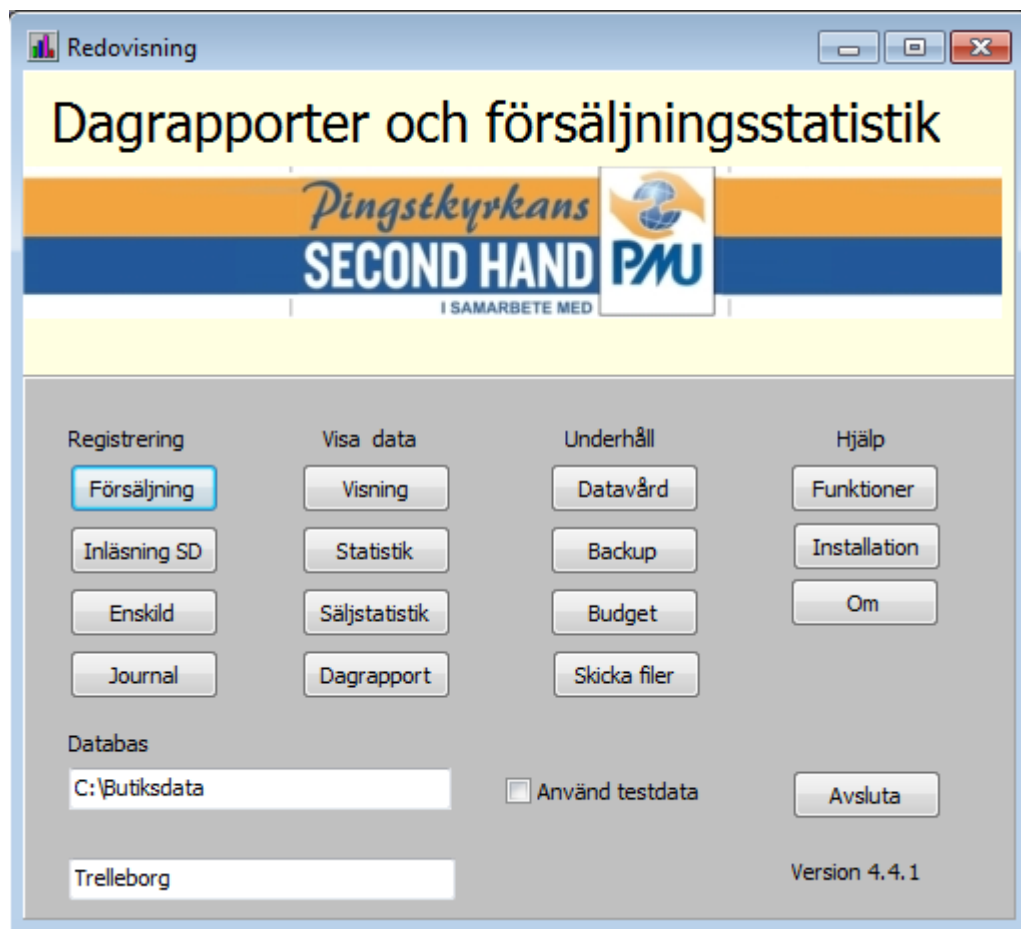 Redovisning
Dagrapporter och försäljningsstatistik
Pingstkyrkans
SECOND HAND PMU
I SAMARBETE MED
Registrering Visa data Underhåll Hjälp
Försäljning Visning Datavård Funktioner
Inläsning SD Statistik Backup Installation
Enskild Säljstatistik Budget Om
Journal Dagrapport Skicka filer
Databas
C:\Butiksdata Använd testdata Avsluta
Trelleborg Version 4.4.1